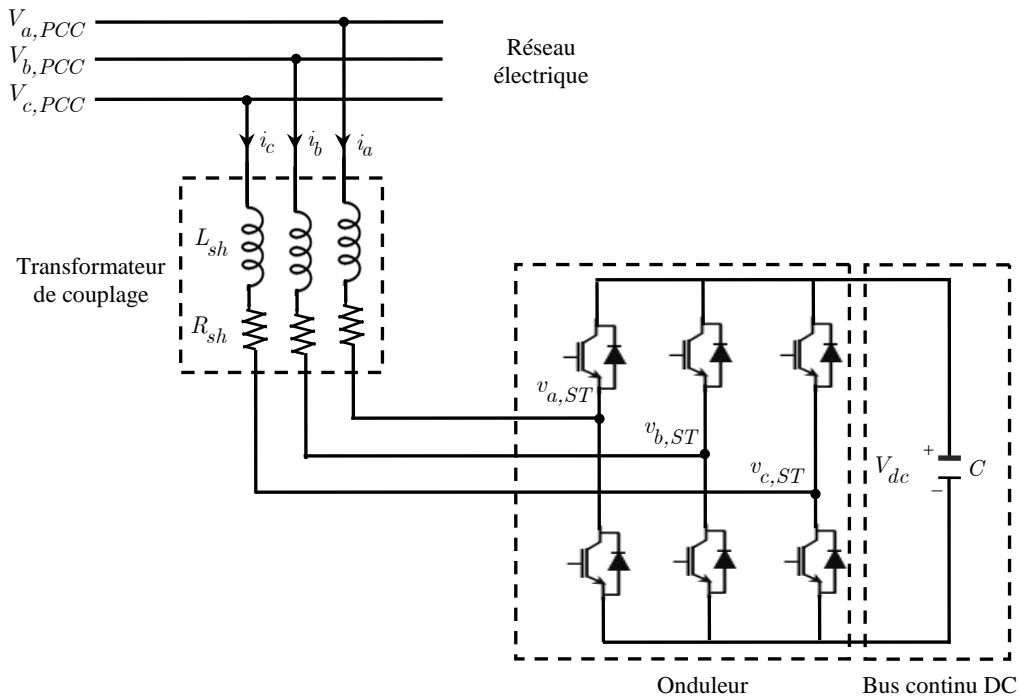 V_{a,PCC}
V_{b,PCC}
V_{c,PCC}
Réseau
électrique
i_c
i_b
i_a
L_{sh}
R_{sh}
Transformateur
de couplage
v_{a,ST}
v_{b,ST}
v_{c,ST}
V_{dc}
+
−
C
Onduleur
Bus continu DC